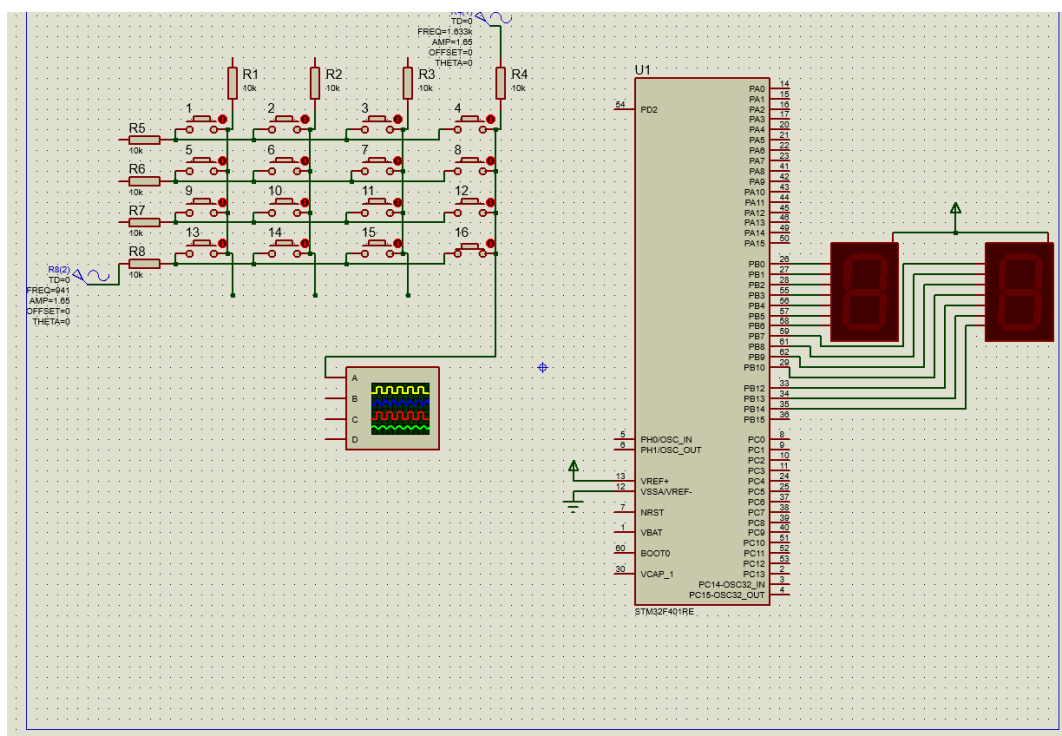 TD=0
FREQ=1.633k
AMP=1.65
OFFSET=0
THETA=0
R1
10k
R2
10k
R3
10k
R4
10k
1
2
3
4
R5
10k
5
6
7
8
R6
10k
9
10
11
12
R7
10k
13
14
15
16
R8
10k
R8(2)
TD=0
FREQ=941
AMP=1.65
OFFSET=0
THETA=0
A
B
C
D
U1
54 PD2
5 PH0/OSC_IN
6 PH1/OSC_OUT
13 VREF+
12 VSSA/VREF-
7 NRST
1 VBAT
60 BOOT0
30 VCAP_1
PA0 14
PA1 15
PA2 16
PA3 17
PA4 20
PA5 21
PA6 22
PA7 23
PA8 41
PA9 42
PA10 43
PA11 44
PA12 45
PA13 46
PA14 49
PA15 50
PB0 26
PB1 27
PB2 28
PB3 55
PB4 56
PB5 57
PB6 58
PB7 59
PB8 61
PB9 62
PB10 29
PB12 33
PB13 34
PB14 35
PB15 36
PC0 8
PC1 9
PC2 10
PC3 11
PC4 24
PC5 25
PC6 37
PC7 38
PC8 39
PC9 40
PC10 51
PC11 52
PC12 53
PC13 2
PC14-OSC32_IN 3
PC15-OSC32_OUT 4
STM32F401RE